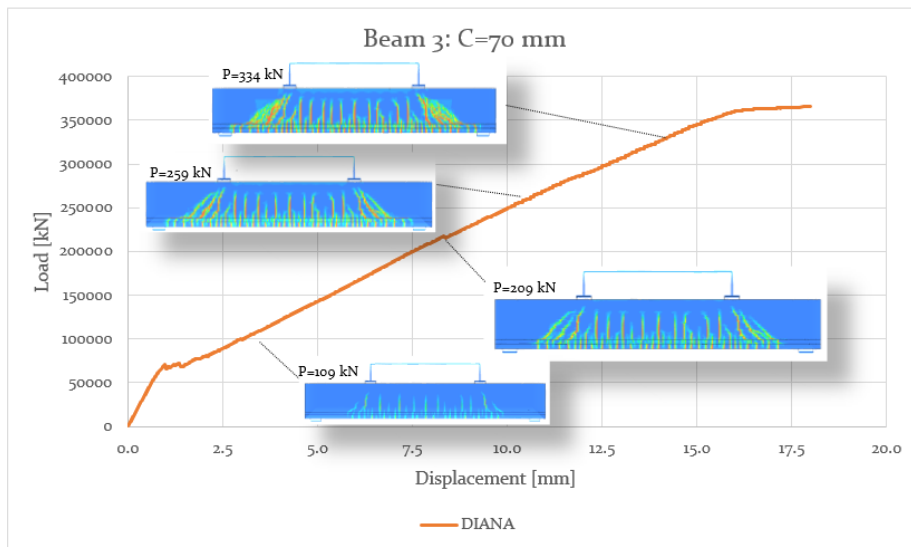 Beam 3: C=70 mm
Load [kN]
400000
350000
300000
250000
200000
150000
100000
50000
0
P=334 kN
P=259 kN
P=209 kN
P=109 kN
0.0 2.5 5.0 7.5 10.0 12.5 15.0 17.5 20.0
Displacement [mm]
DIANA